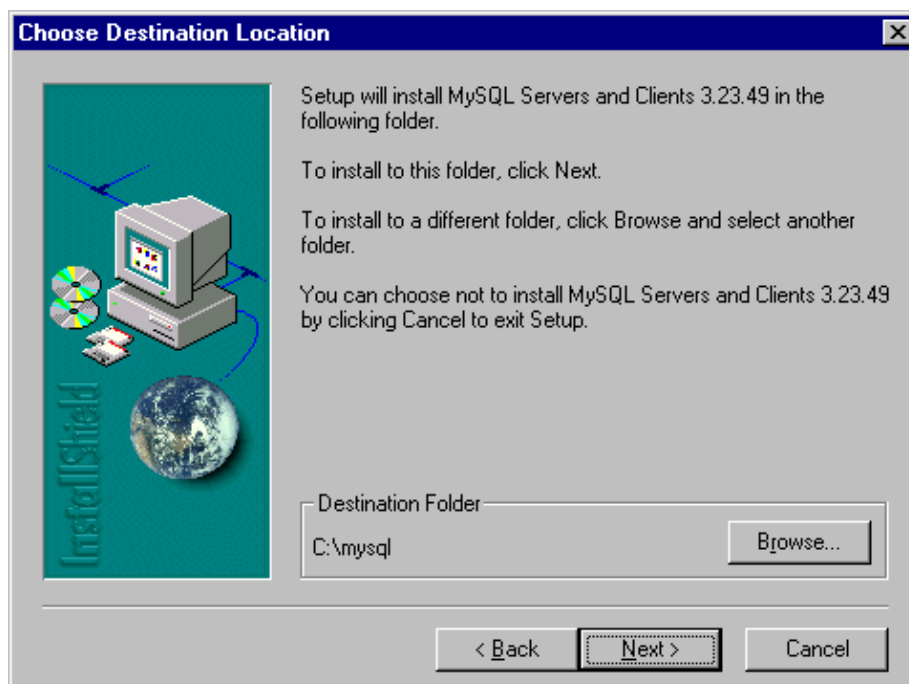 Choose Destination Location
Setup will install MySQL Servers and Clients 3.23.49 in the
following folder.
To install to this folder, click Next.
To install to a different folder, click Browse and select another
folder.
You can choose not to install MySQL Servers and Clients 3.23.49
by clicking Cancel to exit Setup.
InstallShield
Destination Folder
C:\mysql
Browse...
< Back
Next >
Cancel